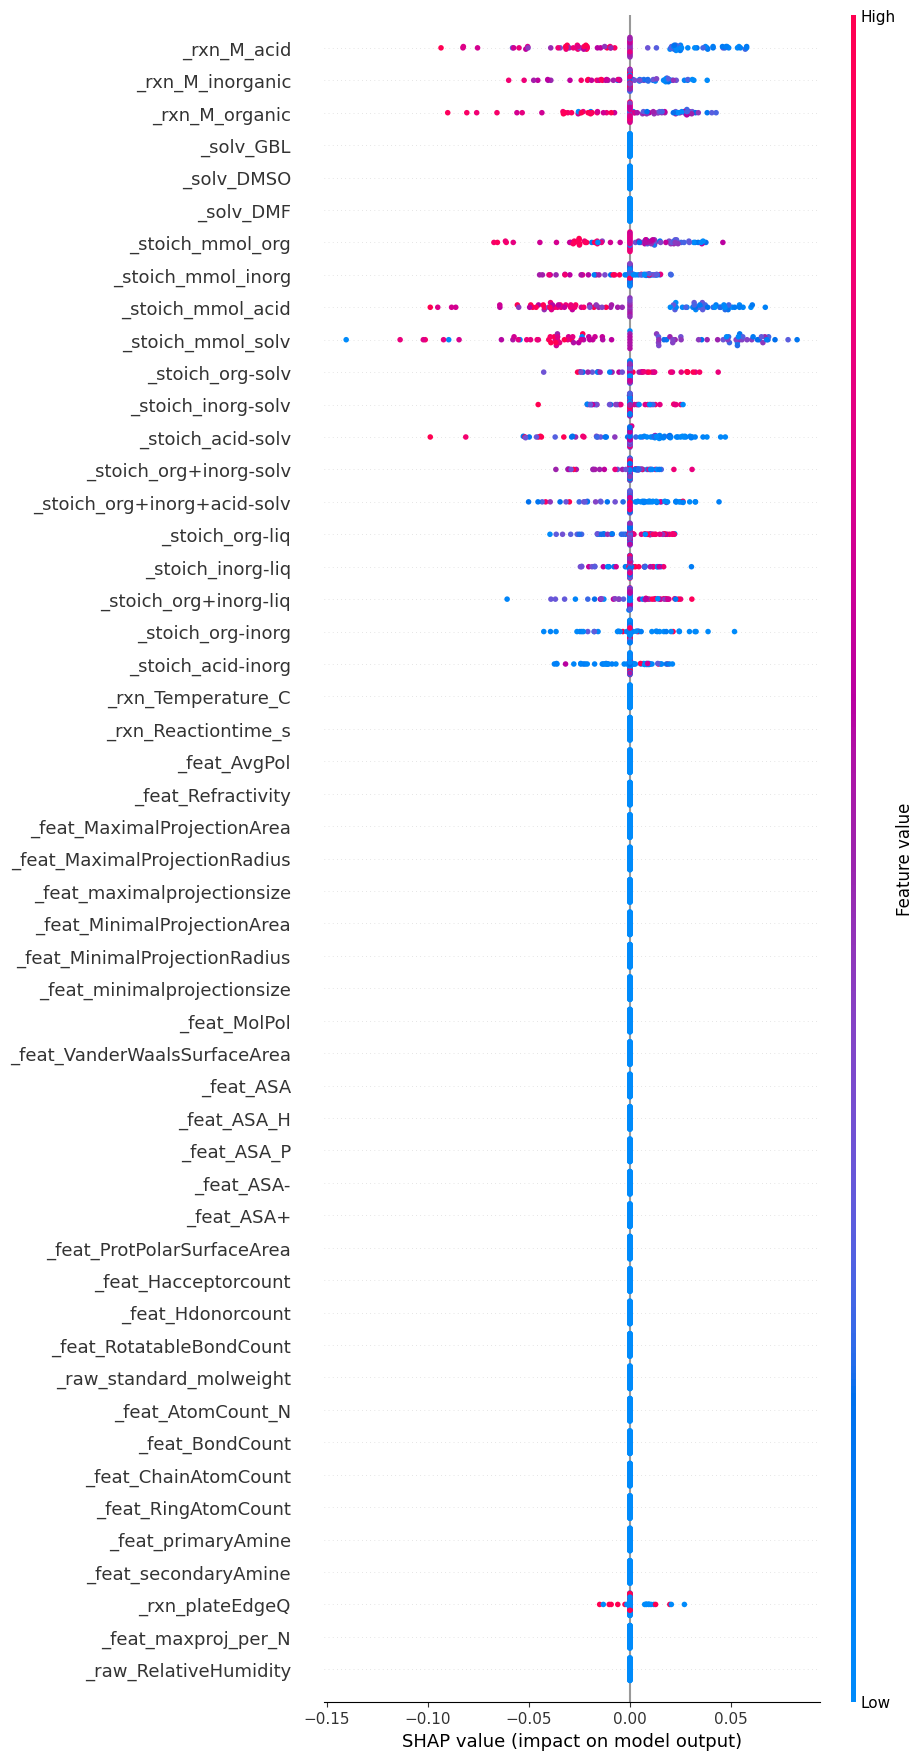 High
_rxn_M_acid
_rxn_M_inorganic
_rxn_M_organic
_solv_GBL
_solv_DMSO
_solv_DMF
_stoich_mmol_org
_stoich_mmol_inorg
_stoich_mmol_acid
_stoich_mmol_solv
_stoich_org-solv
_stoich_inorg-solv
_stoich_acid-solv
_stoich_org+inorg-solv
_stoich_org+inorg+acid-solv
_stoich_org-liq
_stoich_inorg-liq
_stoich_org+inorg-liq
_stoich_org-inorg
_stoich_acid-inorg
_rxn_Temperature_C
_rxn_Reactiontime_s
_feat_AvgPol
_feat_Refractivity
_feat_MaximalProjectionArea
_feat_MaximalProjectionRadius
_feat_maximalprojectionsize
_feat_MinimalProjectionArea
_feat_MinimalProjectionRadius
_feat_minimalprojectionsize
_feat_MolPol
_feat_VanderWaalsSurfaceArea
_feat_ASA
_feat_ASA_H
_feat_ASA_P
_feat_ASA-
_feat_ASA+
_feat_ProtPolarSurfaceArea
_feat_Hacceptorcount
_feat_Hdonorcount
_feat_RotatableBondCount
_raw_standard_molweight
_feat_AtomCount_N
_feat_BondCount
_feat_ChainAtomCount
_feat_RingAtomCount
_feat_primaryAmine
_feat_secondaryAmine
_rxn_plateEdgeQ
_feat_maxproj_per_N
_raw_RelativeHumidity
Feature value
Low
−0.15 −0.10 −0.05 0.00 0.05
SHAP value (impact on model output)